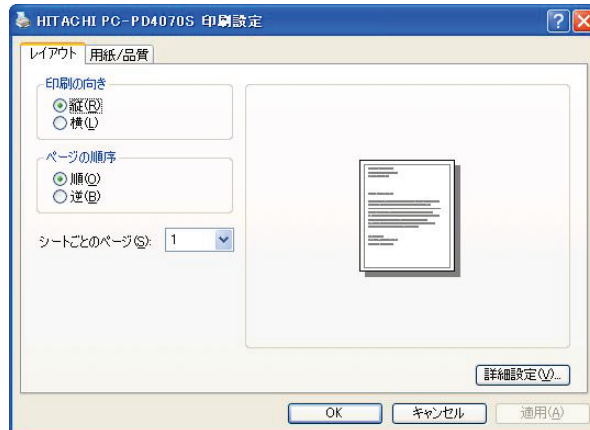 HITACHI PC-PD4070S 印刷設定
レイアウト 用紙/品質
印刷の向き
縦(R)
横(L)
ページの順序
順(O)
逆(B)
シートごとのページ(S): 1
詳細設定(V)...
OK キャンセル 適用(A)